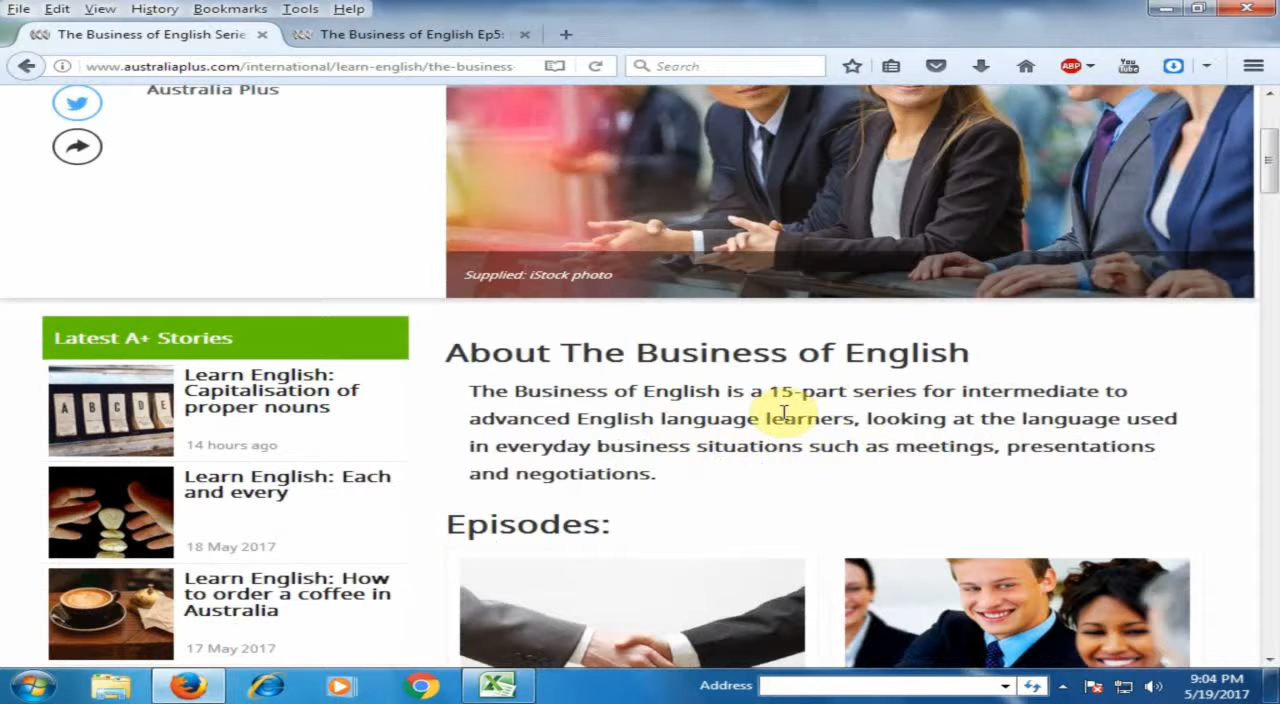 File Edit View History Bookmarks Tools Help
The Business of English Serie
The Business of English Ep5:
www.australiaplus.com/international/learn-english/the-business-
Search
ABP
You Tube
Australia Plus
Supplied: iStock photo
Latest A+ Stories
A B C D E
Learn English:
Capitalisation of
proper nouns
14 hours ago
Learn English: Each
and every
18 May 2017
Learn English: How
to order a coffee in
Australia
17 May 2017
About The Business of English
The Business of English is a 15-part series for intermediate to
advanced English language learners, looking at the language used
in everyday business situations such as meetings, presentations
and negotiations.
Episodes:
Address
9:04 PM
5/19/2017